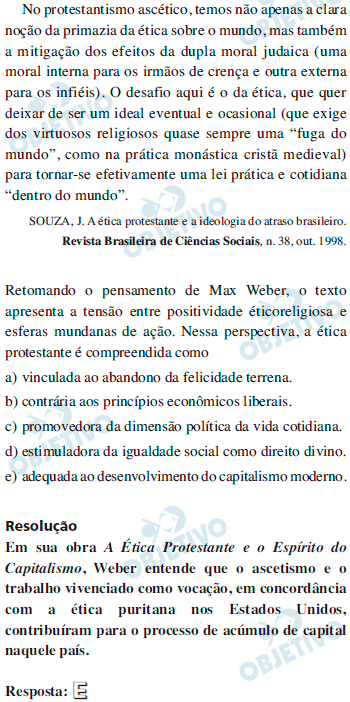 No protestantismo ascético, temos não apenas a clara
noção da primazia da ética sobre o mundo, mas também
a mitigação dos efeitos da dupla moral judaica (uma
moral interna para os irmãos de crença e outra externa
para os infiéis). O desafio aqui é o da ética, que quer
deixar de ser um ideal eventual e ocasional (que exige
dos virtuosos religiosos quase sempre uma “fuga do
mundo”, como na prática monástica cristã medieval)
para tornar-se efetivamente uma lei prática e cotidiana
“dentro do mundo”.
SOUZA, J. A ética protestante e a ideologia do atraso brasileiro.
Revista Brasileira de Ciências Sociais, n. 38, out. 1998.
Retomando o pensamento de Max Weber, o texto
apresenta a tensão entre positividade éticoreligiosa e
esferas mundanas de ação. Nessa perspectiva, a ética
protestante é compreendida como
a) vinculada ao abandono da felicidade terrena.
b) contrária aos princípios econômicos liberais.
c) promovedora da dimensão política da vida cotidiana.
d) estimuladora da igualdade social como direito divino.
e) adequada ao desenvolvimento do capitalismo moderno.
Resolução
Em sua obra A Ética Protestante e o Espírito do
Capitalismo, Weber entende que o ascetismo e o
trabalho vivenciado como vocação, em concordância
com a ética puritana nos Estados Unidos,
contribuíram para o processo de acúmulo de capital
naquele país.
Resposta: E
OBJETIVO
OBJETIVO
OBJETIVO
OBJETIVO
OBJETIVO
OBJETIVO
OBJETIVO
OBJETIVO